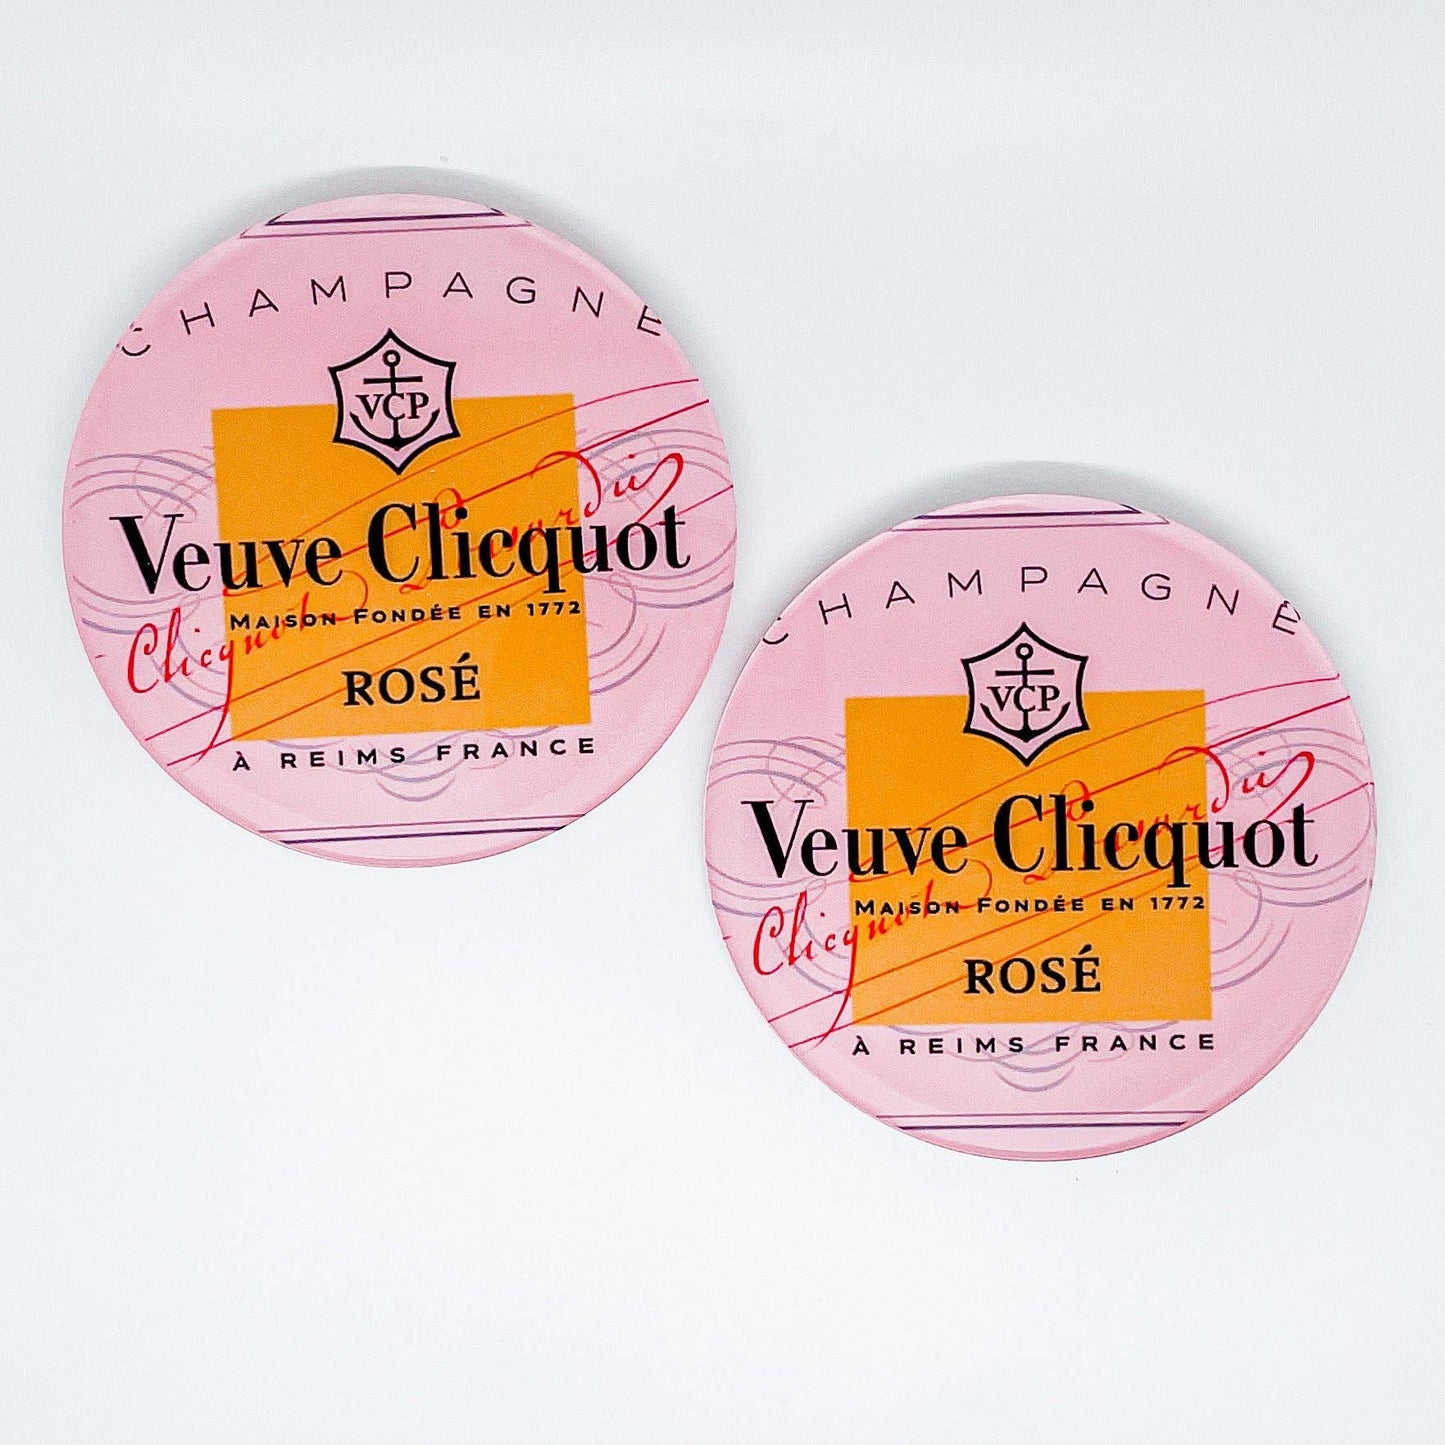 CHAMPAGNE
VCP
Veuve Clicquot
MAISON FONDÉE EN 1772
ROSÉ
À REIMS FRANCE
CHAMPAGNE
VCP
Veuve Clicquot
MAISON FONDÉE EN 1772
ROSÉ
À REIMS FRANCE